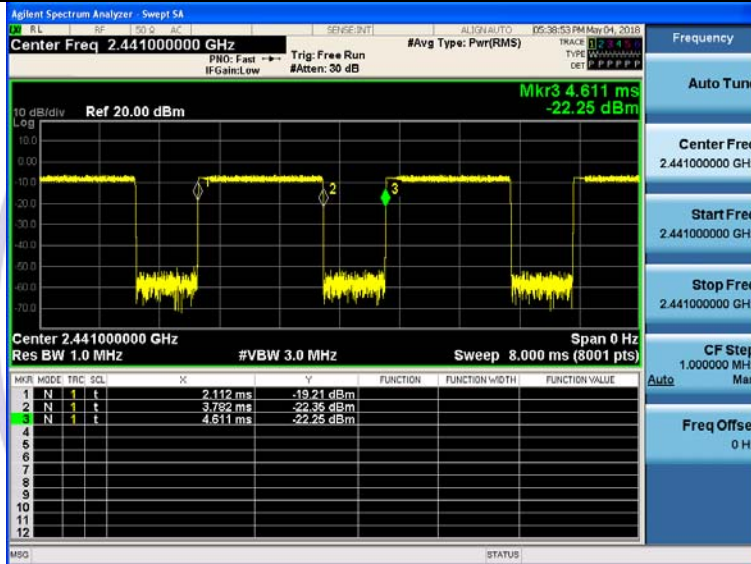 Agilent Spectrum Analyzer - Swept SA
RL RF 50 Ω AC SENSE:INT ALIGN AUTO 05:38:53 PM May 04, 2018
Center Freq 2.441000000 GHz #Avg Type: Pwr(RMS) TRACE 1 2 3 4 5 6
PNO: Fast Trig: Free Run TYPE
IFGain:Low #Atten: 30 dB DET P P P P P P
Mkr3 4.611 ms
-22.25 dBm
10 dB/div Ref 20.00 dBm
Log
10.0
0.00
-10.0
-20.0
-30.0
-40.0
-50.0
-60.0
-70.0
1
2
3
Center 2.441000000 GHz Span 0 Hz
Res BW 1.0 MHz #VBW 3.0 MHz Sweep 8.000 ms (8001 pts)
MKR MODE TRC SCL X Y FUNCTION FUNCTION WIDTH FUNCTION VALUE
1 N 1 t 2.112 ms -19.21 dBm
2 N 1 t 3.782 ms -22.35 dBm
3 N 1 t 4.611 ms -22.25 dBm
4
5
6
7
8
9
10
11
12
MSG STATUS
Frequency
Auto Tun
Center Fre
2.441000000 GH
Start Fre
2.441000000 GH
Stop Fre
2.441000000 GH
CF Step
1.000000 MH
Auto Ma
Freq Offse
0 H